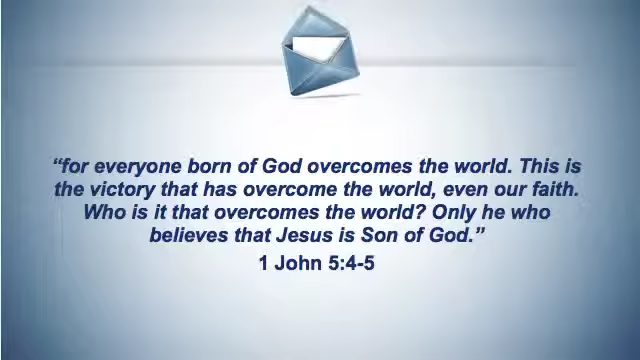 “for everyone born of God overcomes the world. This is
the victory that has overcome the world, even our faith.
Who is it that overcomes the world? Only he who
believes that Jesus is Son of God.”
1 John 5:4-5